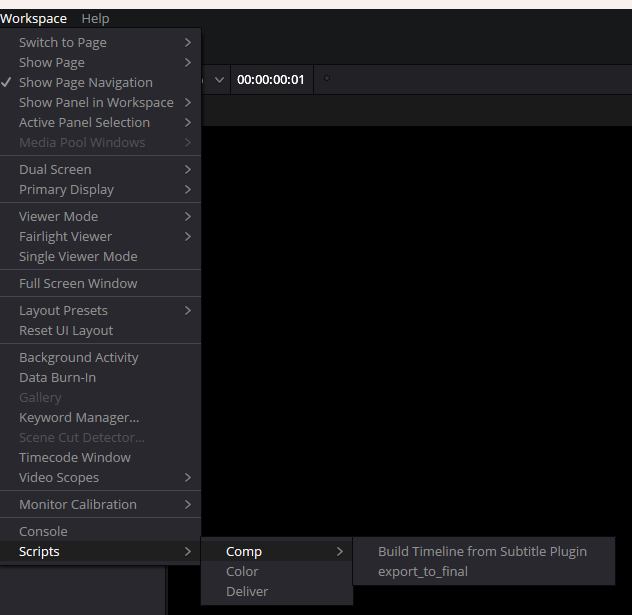 Workspace Help
Switch to Page
Show Page
Show Page Navigation
00:00:00:01
Show Panel in Workspace
Active Panel Selection
Media Pool Windows
Dual Screen
Primary Display
Viewer Mode
Fairlight Viewer
Single Viewer Mode
Full Screen Window
Layout Presets
Reset UI Layout
Background Activity
Data Burn-In
Gallery
Keyword Manager...
Scene Cut Detector...
Timecode Window
Video Scopes
Monitor Calibration
Console
Scripts
Comp
Color
Deliver
Build Timeline from Subtitle Plugin
export_to_final